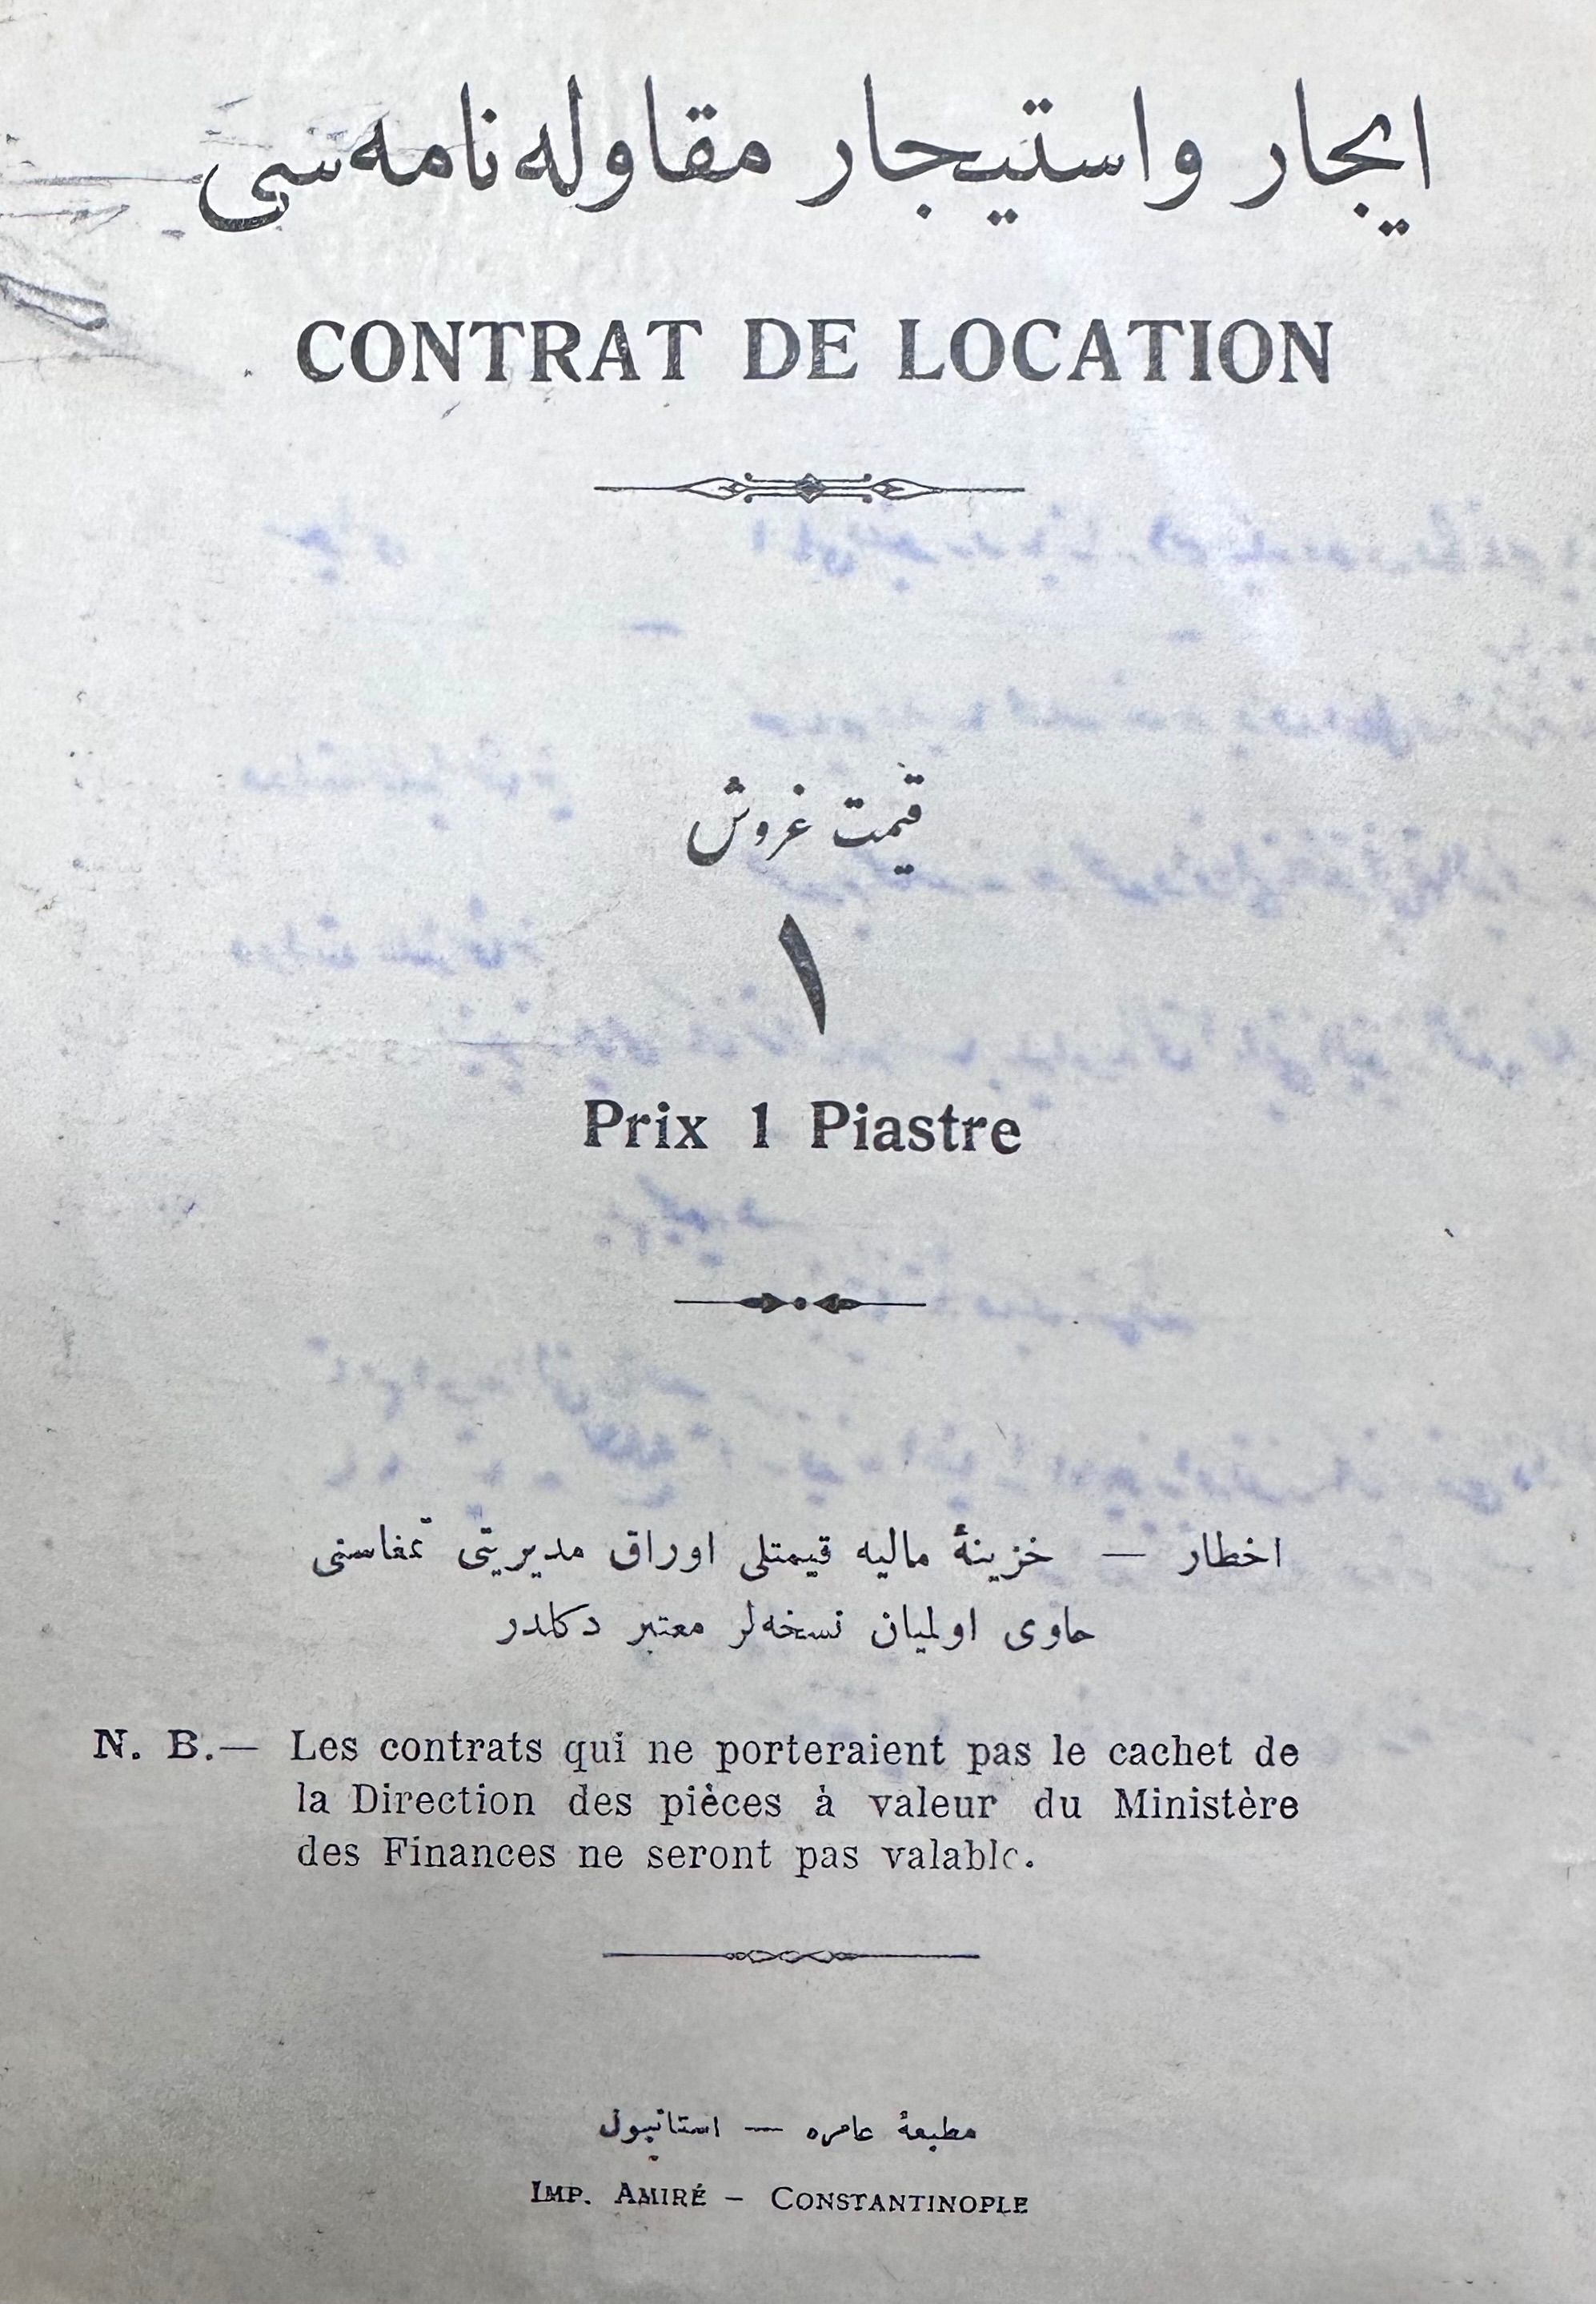 ایجار واستیجار مقاوله‌نامه‌سی
CONTRAT DE LOCATION
قیمت غروش
١
Prix 1 Piastre
اخطار — خزینهٔ مالیه قیمتلی اوراق مدیریتی تمغاسنی
حاوی اولمیان نسخه‌لر معتبر دكلدر
N. B.— Les contrats qui ne porteraient pas le cachet de
la Direction des pièces à valeur du Ministère
des Finances ne seront pas valable.
مطبعهٔ عامره — استانبول
IMP. AMIRÉ – CONSTANTINOPLE